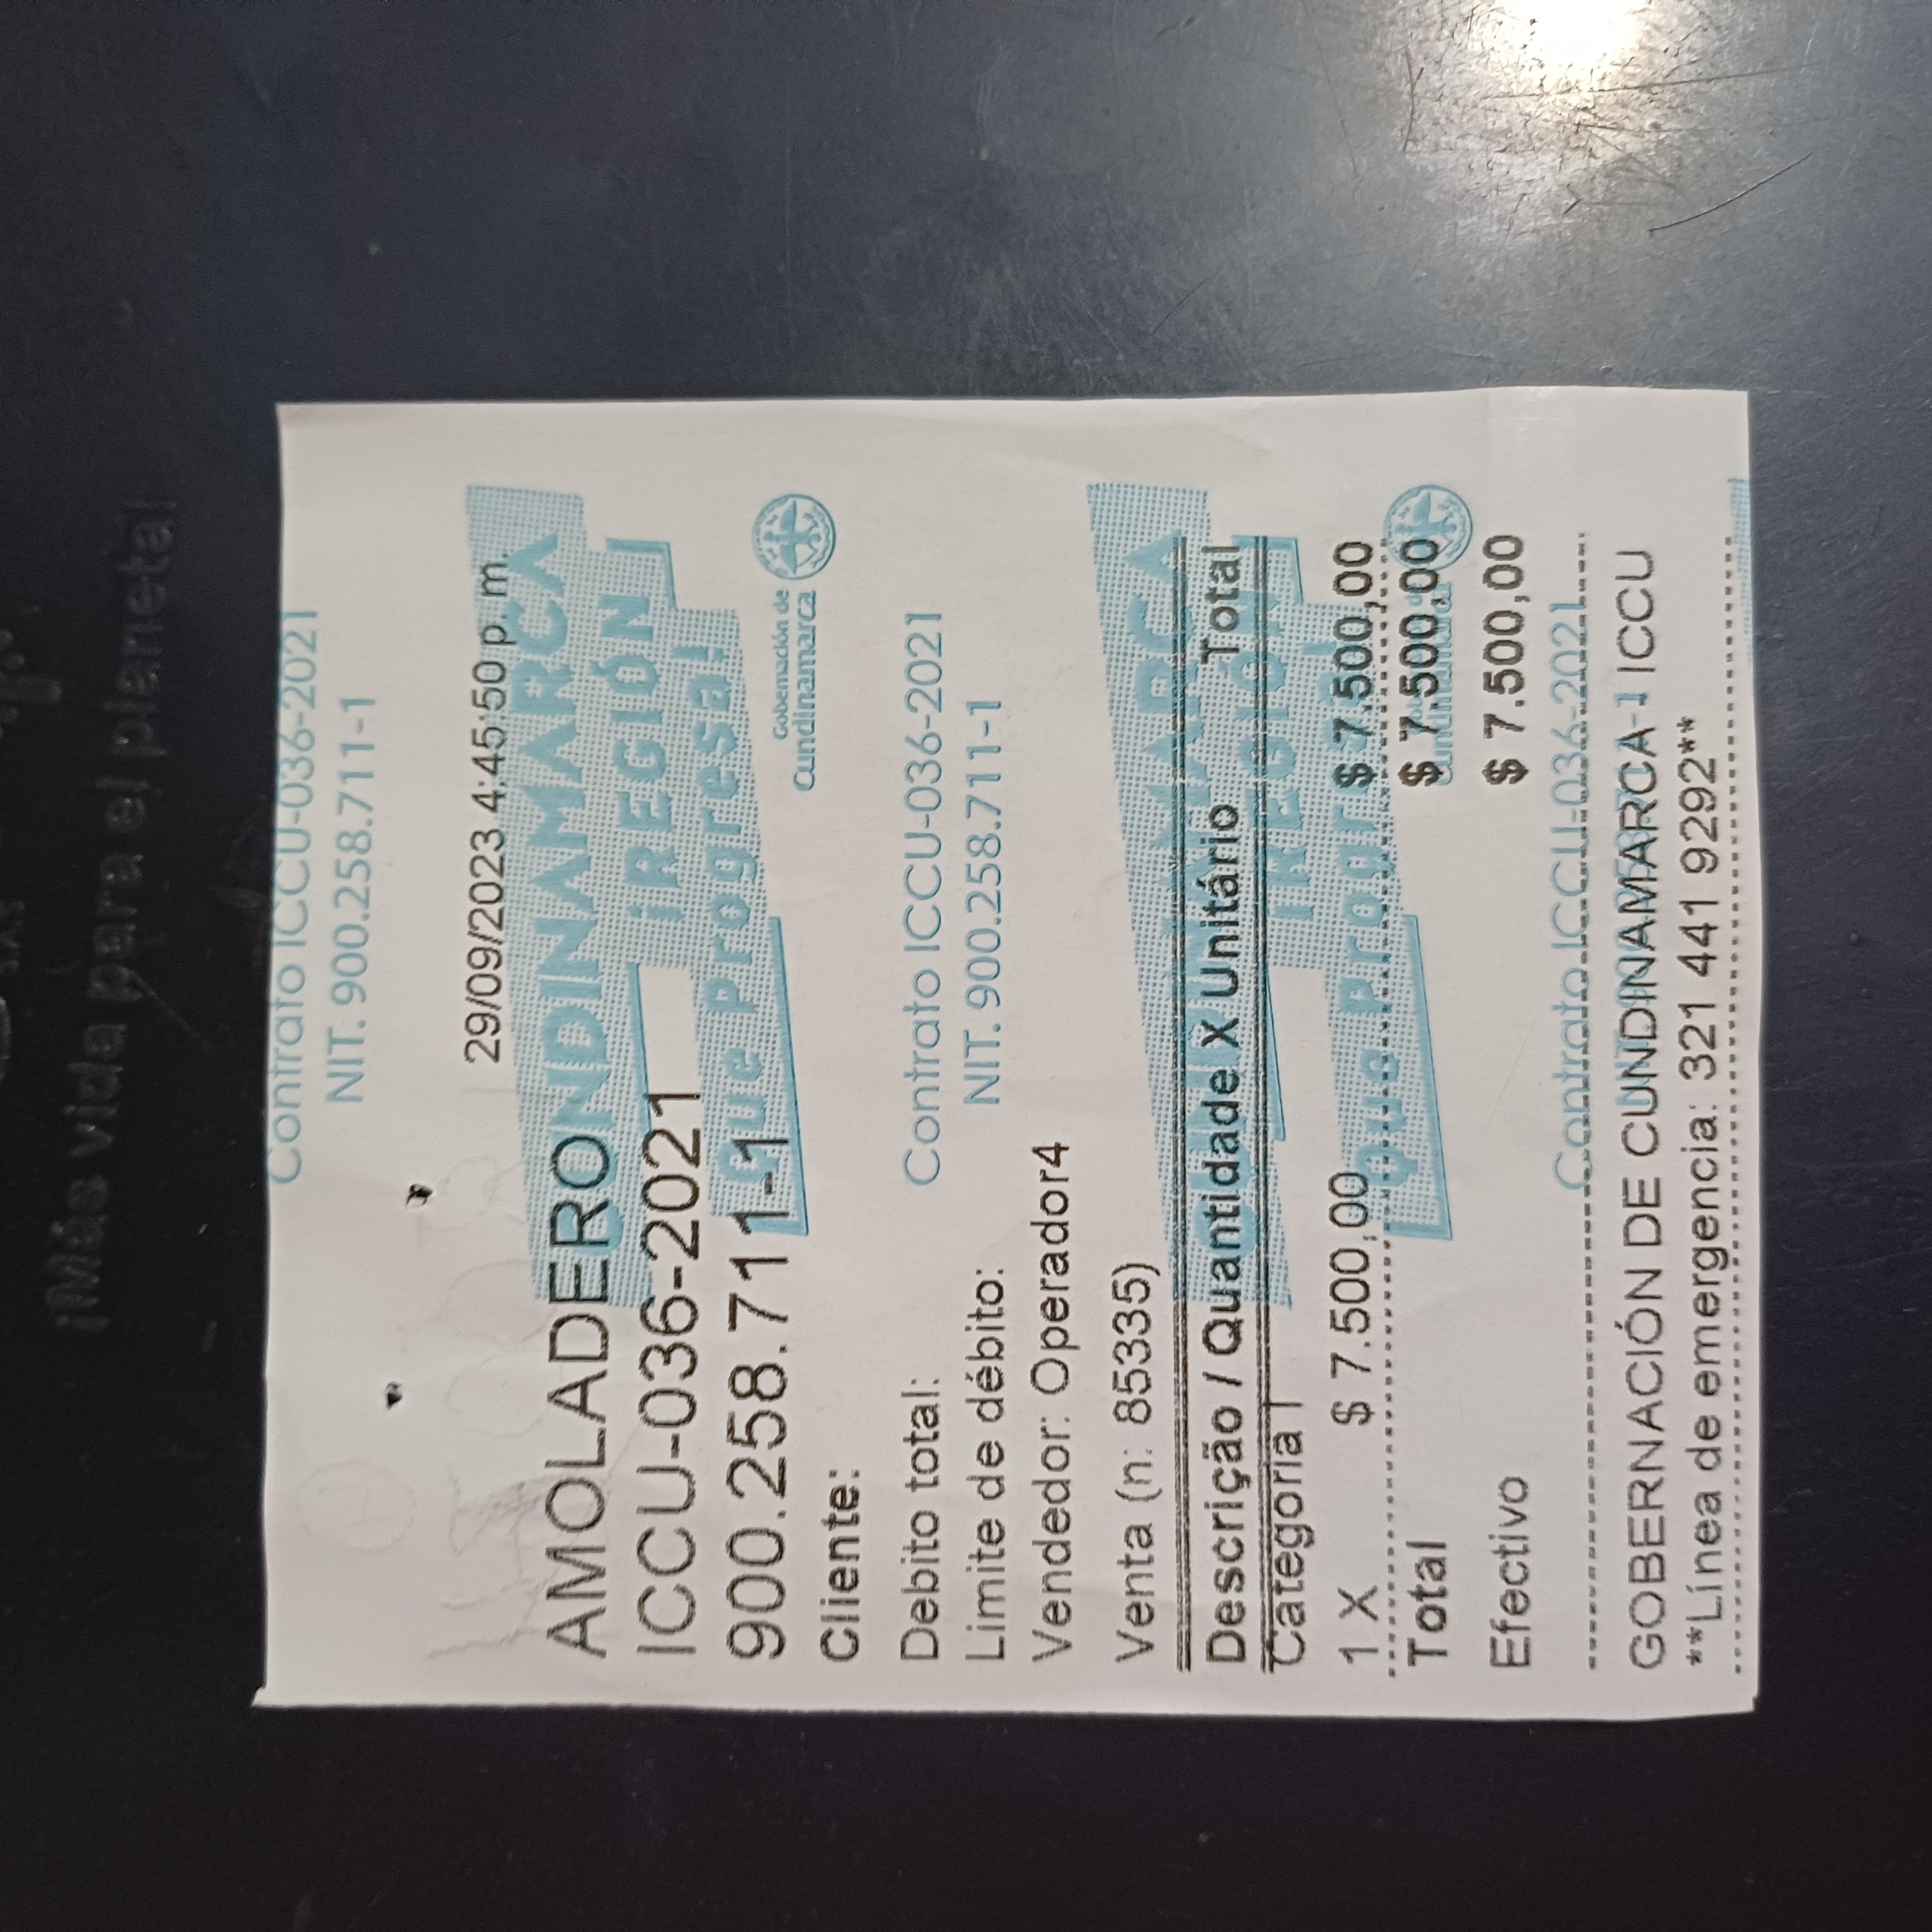 ¡Más vida para el planeta!
Contrato ICCU-036-2021
NIT. 900.258.711-1
29/09/2023 4:45:50 p. m.
AMOLADERO
ICCU-036-2021
900.258.711-1
CUNDINAMARCA
¡REGIÓN
Que Progresa!
Gobernación de
Cundinamarca
Cliente:
Contrato ICCU-036-2021
NIT. 900.258.711-1
Debito total:
Limite de débito:
Vendedor: Operador4
Venta (n: 85335)
Descrição / Quantidade X Unitário Total
Categoria I
1 X $ 7.500,00 $ 7.500,00
Total $ 7.500,00
Efectivo $ 7.500,00
Contrato ICCU-036-2021
GOBERNACIÓN DE CUNDINAMARCA - ICCU
**Línea de emergencia: 321 441 9292**